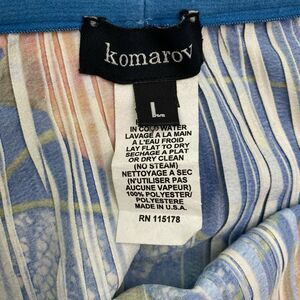 komarov
L
IN COLD WATER
LAVAGE A LA MAIN
A L'EAU FROID
LAY FLAT TO DRY
SECHAGE A PLAT
OR DRY CLEAN
(NO STEAM)
NETTOYAGE A SEC
(N'UTILISER PAS
AUCUNE VAPEUR)
100% POLYESTER/
POLYESTERE
MADE IN U.S.A.
RN 115178